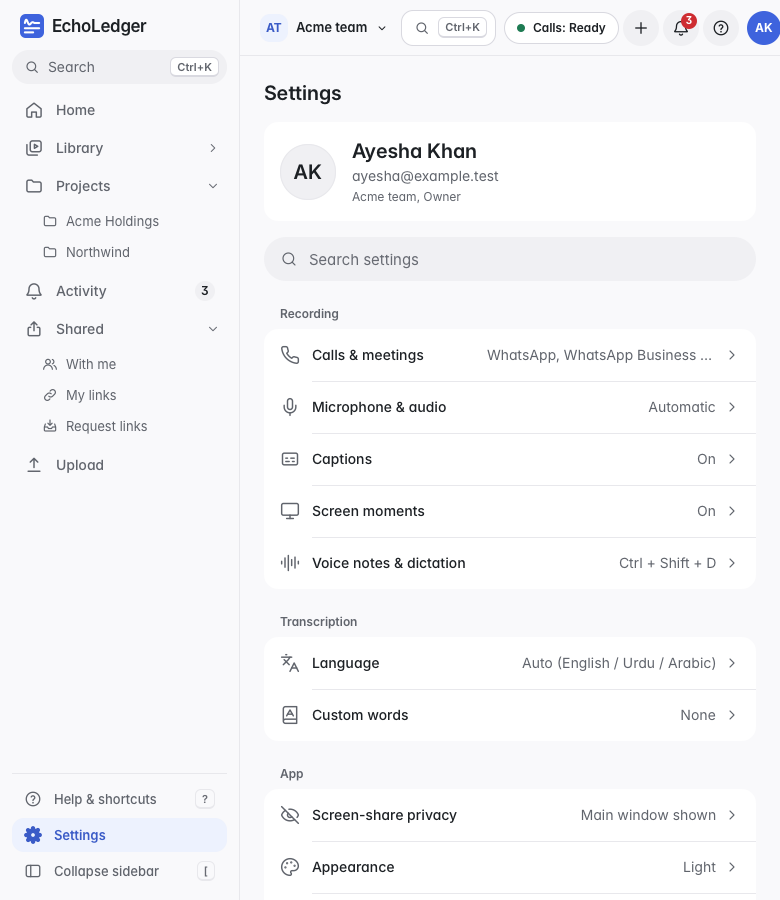 EchoLedger
Search Ctrl+K
Home
Library
Projects
Acme Holdings
Northwind
Activity 3
Shared
With me
My links
Request links
Upload
Help & shortcuts ?
Settings
Collapse sidebar [
AT Acme team Ctrl+K Calls: Ready 3 AK
Settings
AK
Ayesha Khan
ayesha@example.test
Acme team, Owner
Search settings
Recording
Calls & meetings WhatsApp, WhatsApp Business ...
Microphone & audio Automatic
Captions On
Screen moments On
Voice notes & dictation Ctrl + Shift + D
Transcription
Language Auto (English / Urdu / Arabic)
Custom words None
App
Screen-share privacy Main window shown
Appearance Light